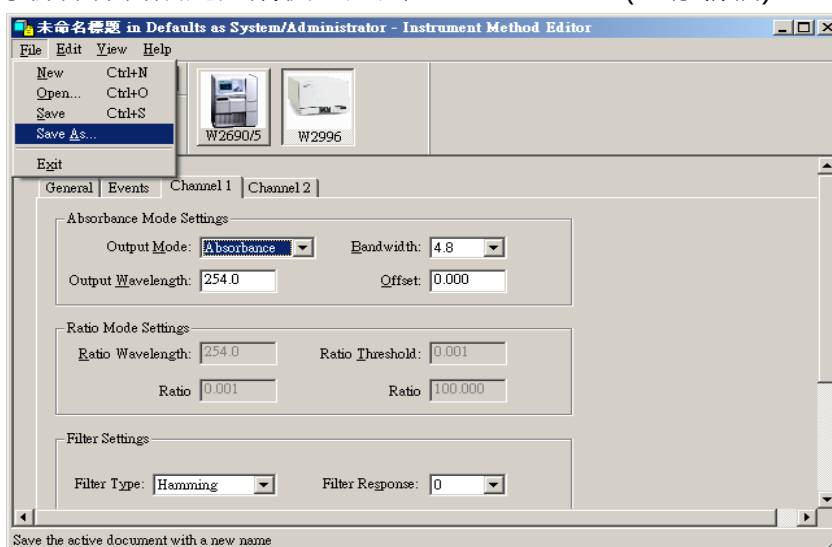 未命名標題 in Defaults as System/Administrator - Instrument Method Editor
File Edit View Help
New Ctrl+N
Open... Ctrl+O
Save Ctrl+S
Save As...
Exit
W2690/5 W2996
General Events Channel 1 Channel 2
Absorbance Mode Settings
Output Mode: Absorbance Bandwidth: 4.8
Output Wavelength: 254.0 Offset: 0.000
Ratio Mode Settings
Ratio Wavelength: 254.0 Ratio Threshold: 0.001
Ratio 0.001 Ratio 100.000
Filter Settings
Filter Type: Hamming Filter Response: 0
Save the active document with a new name